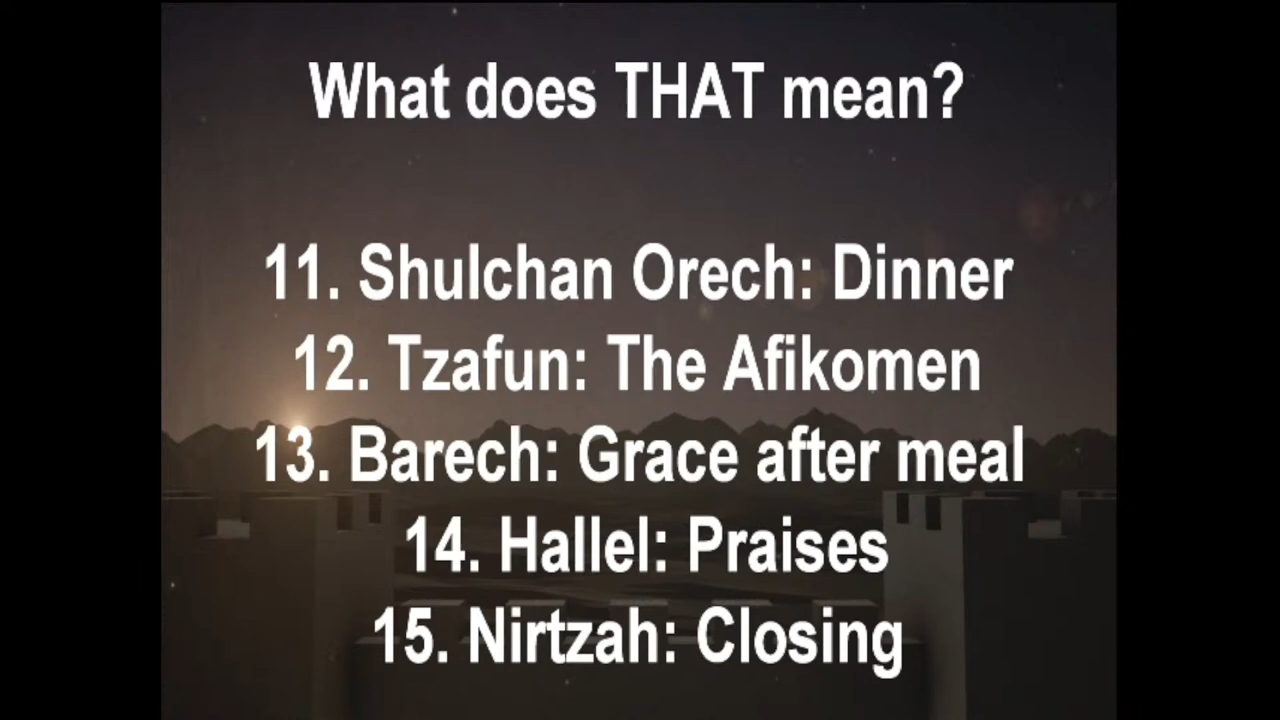 What does THAT mean?
11. Shulchan Orech: Dinner
12. Tzafun: The Afikomen
13. Barech: Grace after meal
14. Hallel: Praises
15. Nirtzah: Closing